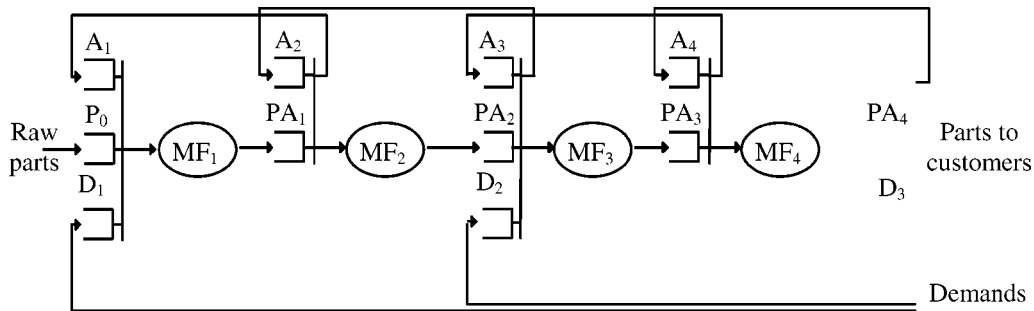 A₁
A₂
A₃
A₄
P₀
PA₁
PA₂
PA₃
PA₄
Raw
parts
MF₁
MF₂
MF₃
MF₄
Parts to
customers
D₁
D₂
D₃
Demands